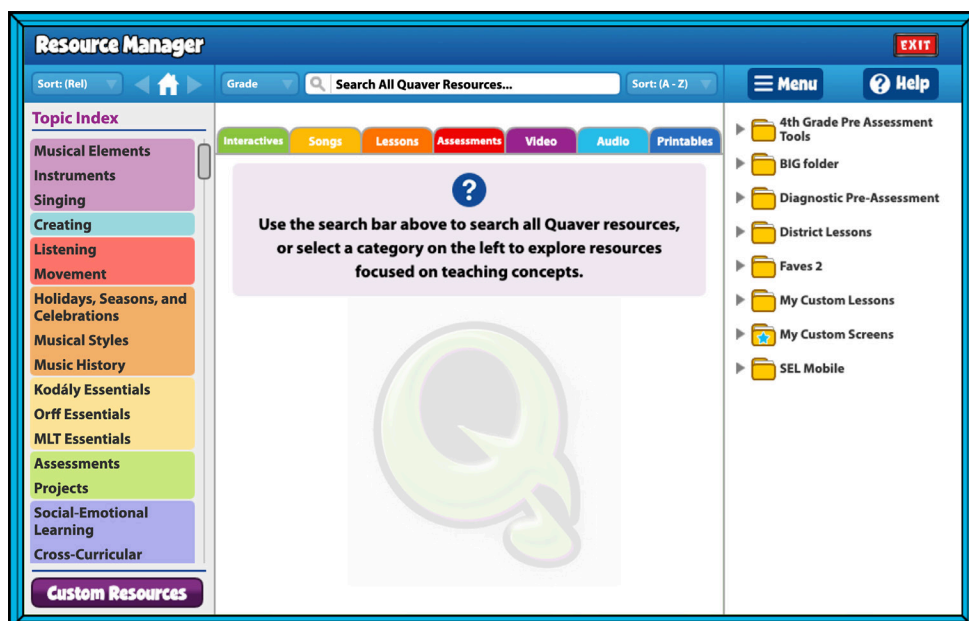 Resource Manager
EXIT
Sort: (Rel)
Grade
Search All Quaver Resources...
Sort: (A - Z)
Menu
? Help
Topic Index
Musical Elements
Instruments
Singing
Creating
Listening
Movement
Holidays, Seasons, and
Celebrations
Musical Styles
Music History
Kodály Essentials
Orff Essentials
MLT Essentials
Assessments
Projects
Social-Emotional
Learning
Cross-Curricular
Custom Resources
Interactives
Songs
Lessons
Assessments
Video
Audio
Printables
?
Use the search bar above to search all Quaver resources,
or select a category on the left to explore resources
focused on teaching concepts.
Q
4th Grade Pre Assessment
Tools
BIG folder
Diagnostic Pre-Assessment
District Lessons
Faves 2
My Custom Lessons
My Custom Screens
SEL Mobile